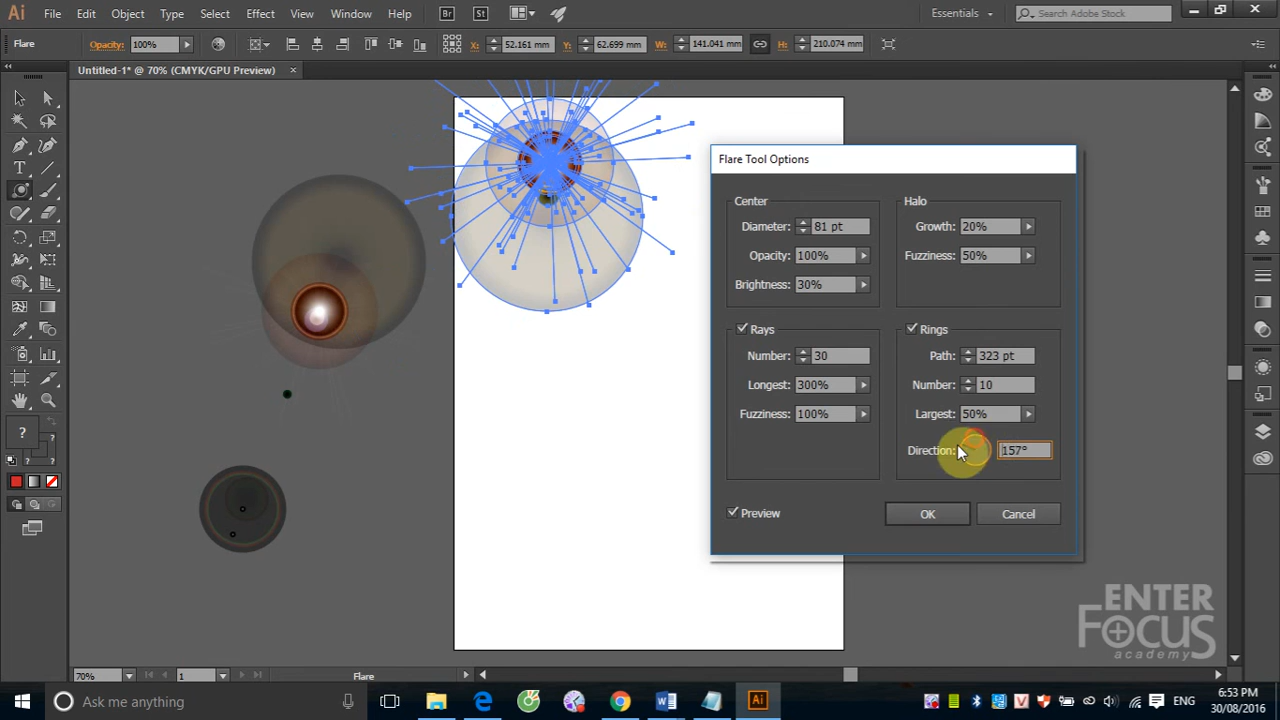 Ai File Edit Object Type Select Effect View Window Help Br St Essentials Search Adobe Stock
Flare Opacity: 100% X: 52.161 mm Y: 62.699 mm W: 141.041 mm H: 210.074 mm
Untitled-1* @ 70% (CMYK/GPU Preview)
Flare Tool Options
Center Halo
Diameter: 81 pt Growth: 20%
Opacity: 100% Fuzziness: 50%
Brightness: 30%
Rays Rings
Number: 30 Path: 323 pt
Longest: 300% Number: 10
Fuzziness: 100% Largest: 50%
Direction: 157°
Preview OK Cancel
T
?
ENTER
FOCUS
academy
70% 1 Flare
Ask me anything W Ai ENG 6:53 PM
30/08/2016